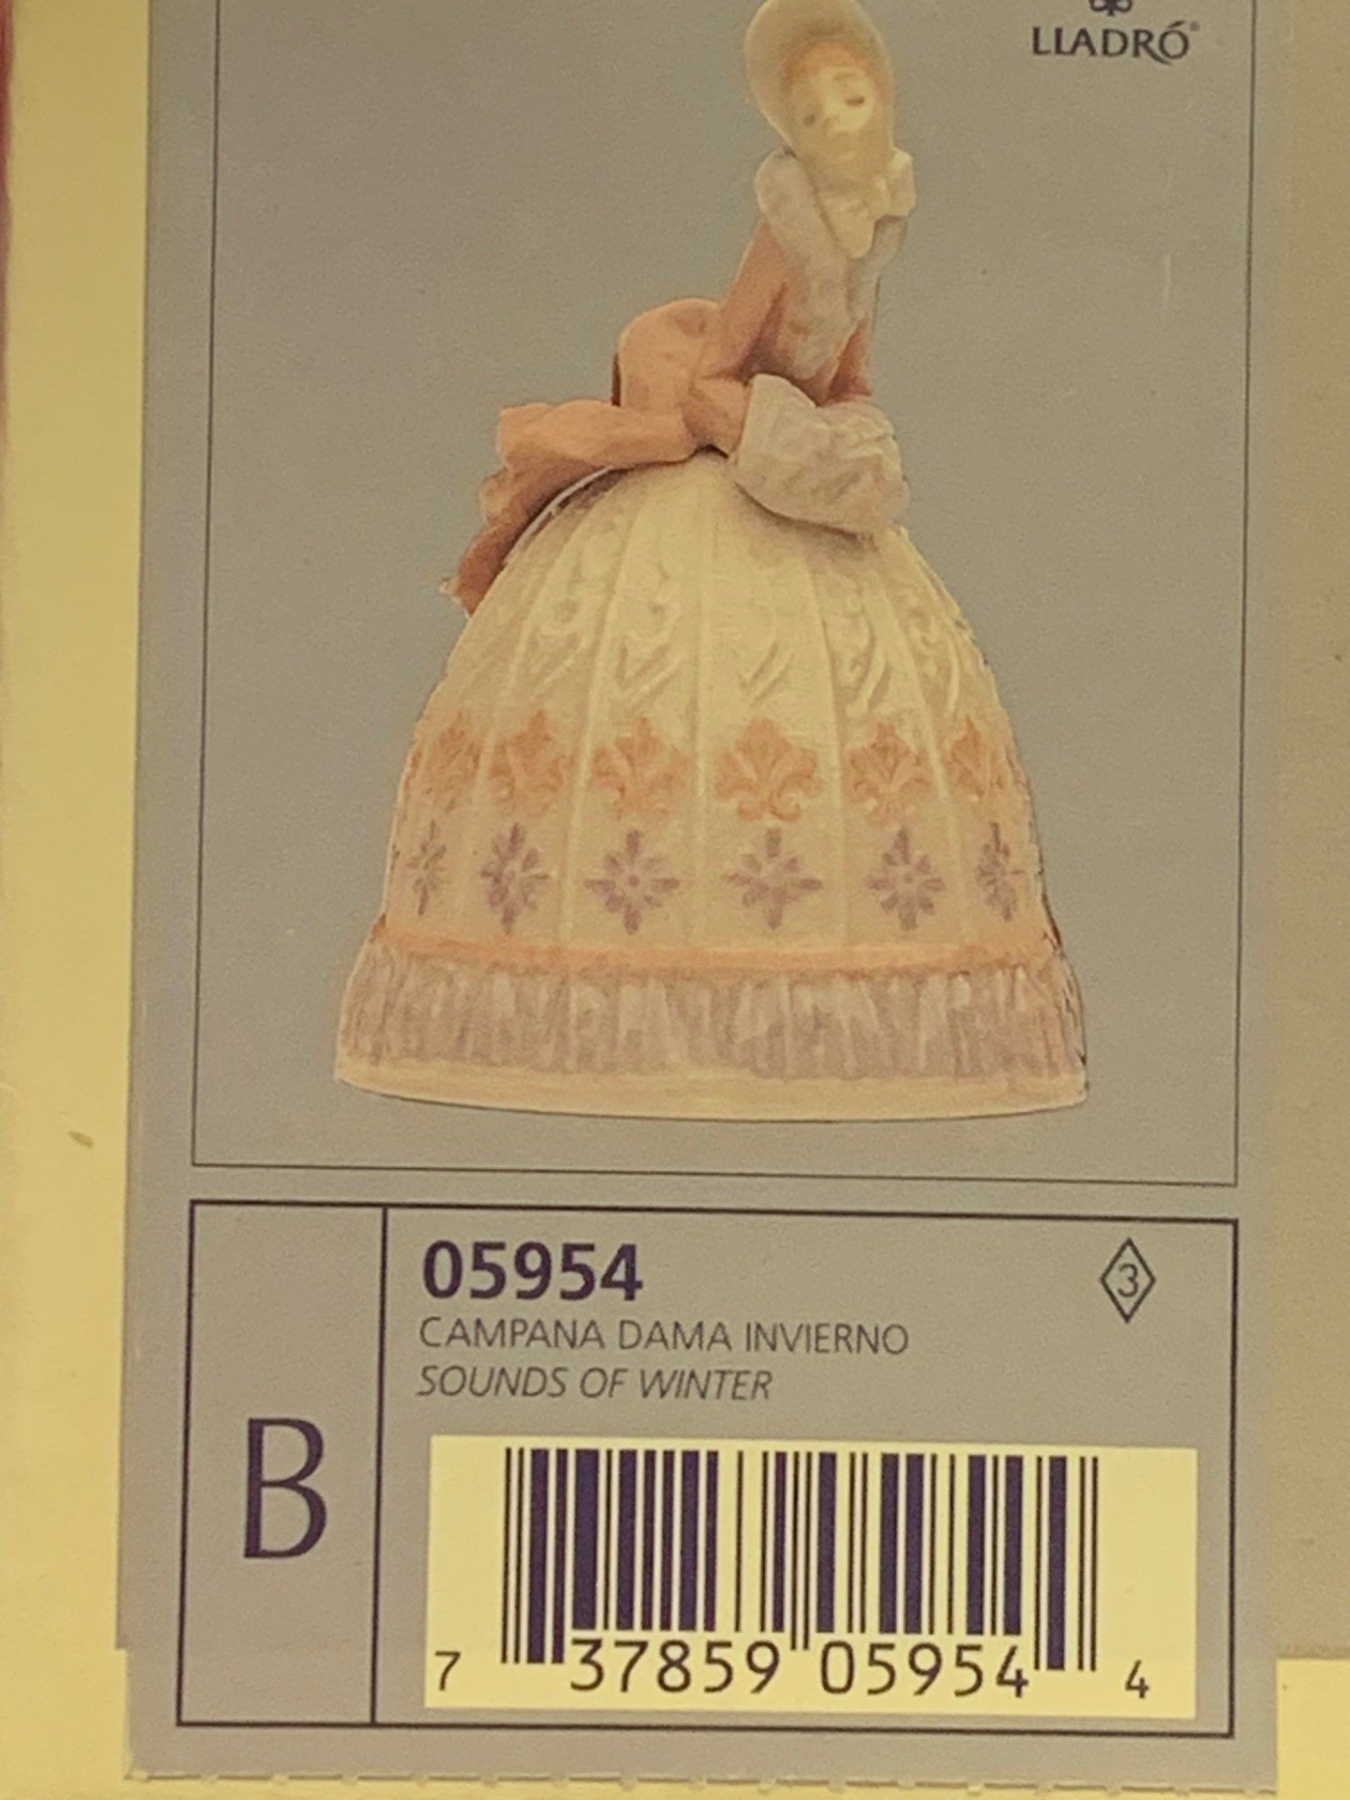 LLADRÓ®
05954
3
CAMPANA DAMA INVIERNO
SOUNDS OF WINTER
B
7 37859 05954 4